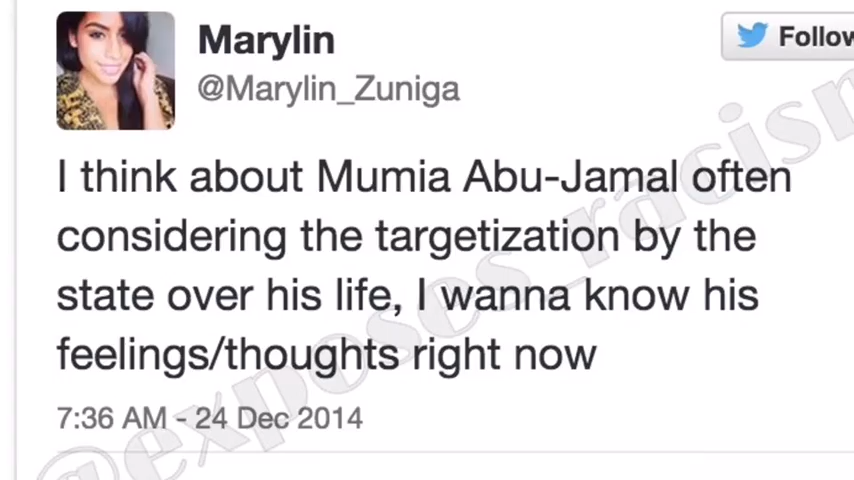 Marylin
Follow
@Marylin_Zuniga
I think about Mumia Abu-Jamal often
considering the targetization by the
state over his life, I wanna know his
feelings/thoughts right now
7:36 AM - 24 Dec 2014
@exposes_racism